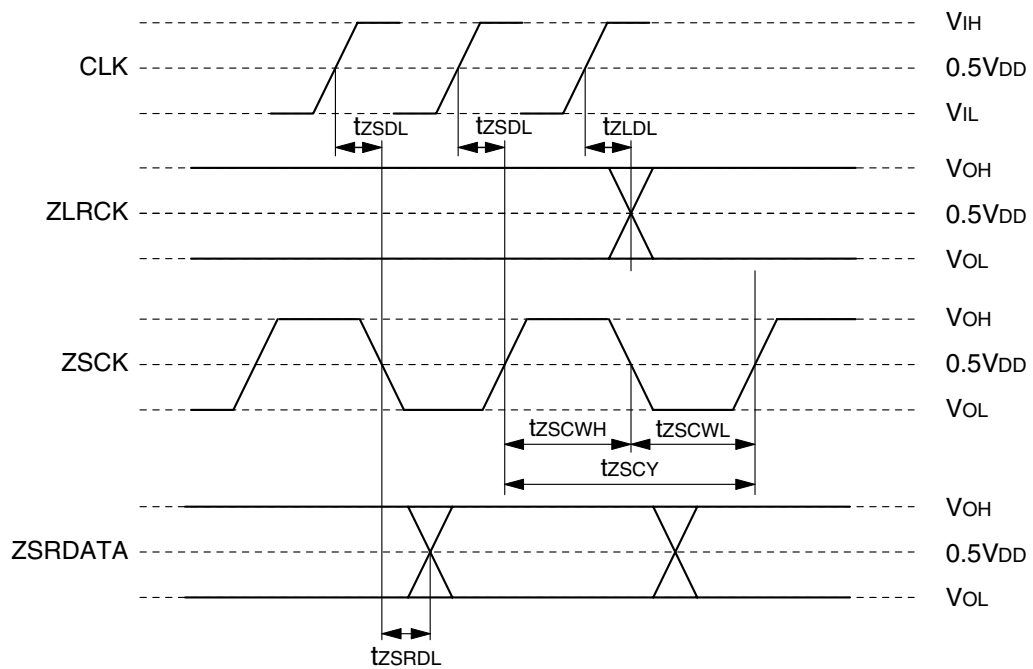 VIH
CLK 0.5VDD
VIL
tZSDL tZSDL tZLDL
VOH
ZLRCK 0.5VDD
VOL
VOH
ZSCK 0.5VDD
VOL
tZSCWH tZSCWL
tZSCY
VOH
ZSRDATA 0.5VDD
VOL
tZSRDL